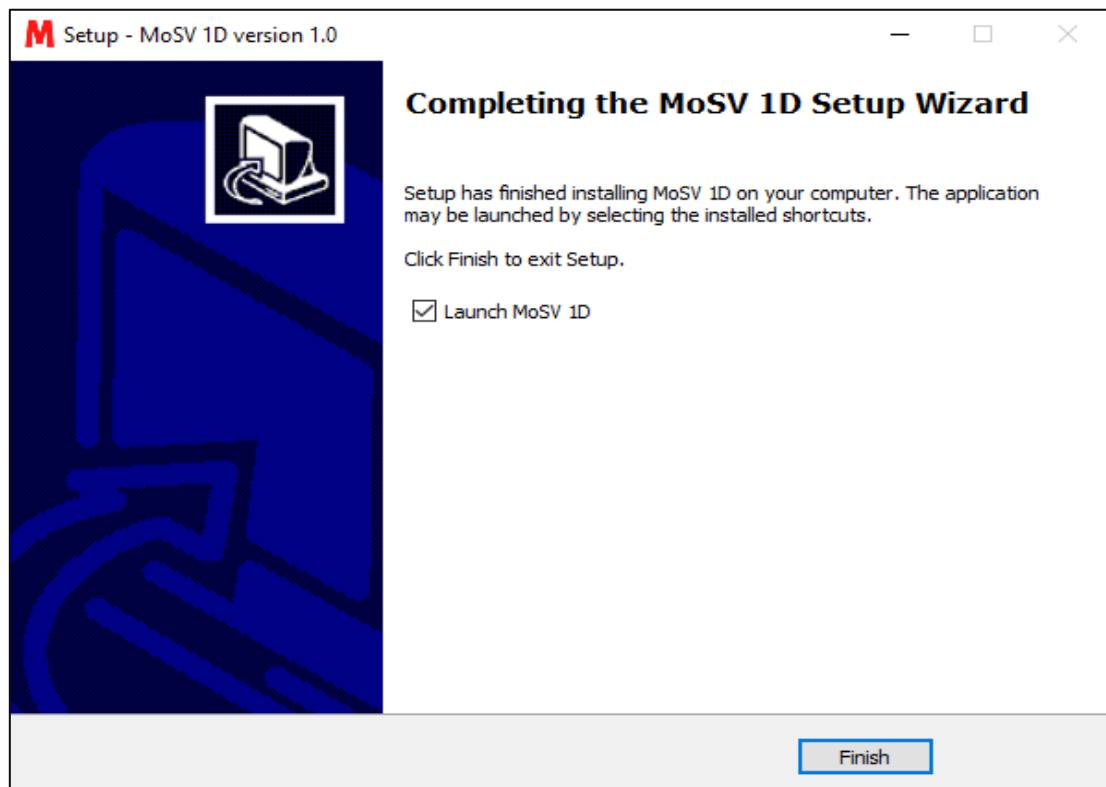 M Setup - MoSV 1D version 1.0
Completing the MoSV 1D Setup Wizard
Setup has finished installing MoSV 1D on your computer. The application
may be launched by selecting the installed shortcuts.
Click Finish to exit Setup.
Launch MoSV 1D
Finish